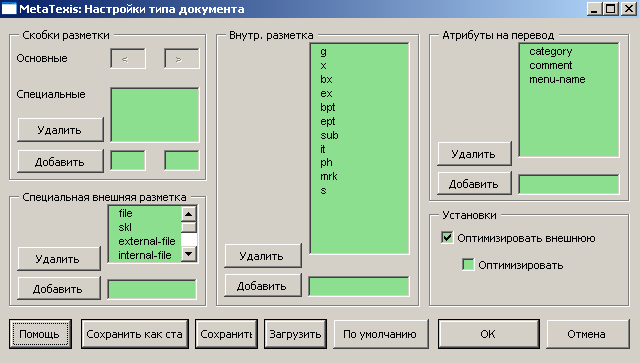 MetaTexis: Настройки типа документа
Скобки разметки
Основные
<
>
Специальные
Удалить
Добавить
Специальная внешняя разметка
file
skl
external-file
internal-file
Удалить
Добавить
Внутр. разметка
g
x
bx
ex
bpt
ept
sub
it
ph
mrk
s
Удалить
Добавить
Атрибуты на перевод
category
comment
menu-name
Удалить
Добавить
Установки
Оптимизировать внешнюю
Оптимизировать
Помощь
Сохранить как ста
Сохранить
Загрузить
По умолчанию
OK
Отмена